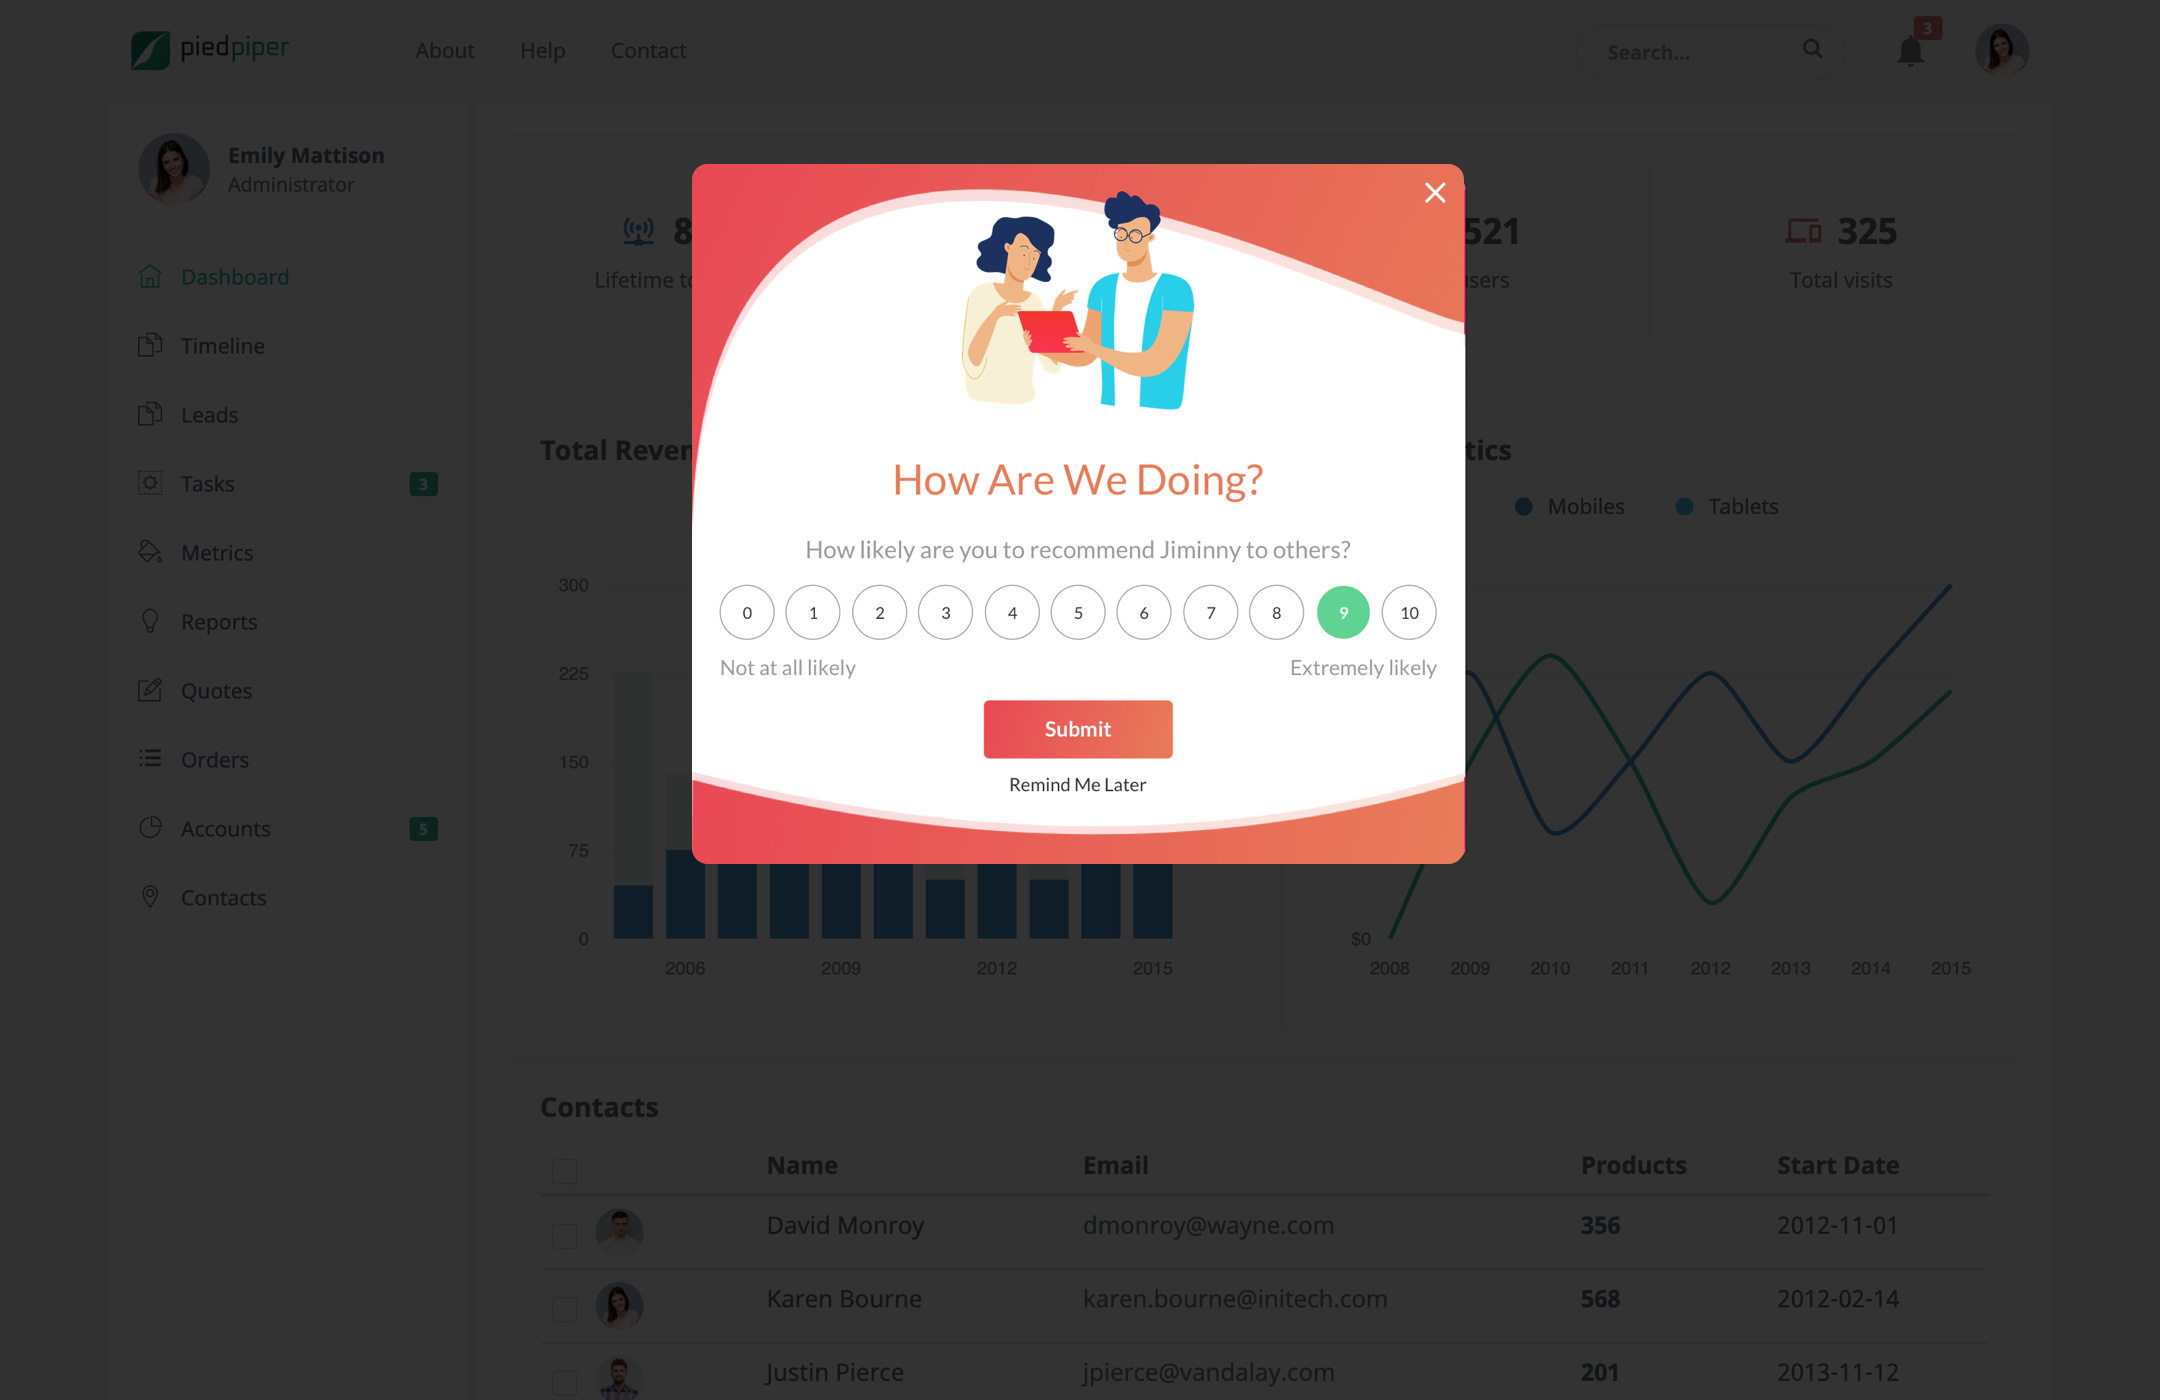 piedpiper
About Help Contact
Search...
3
Emily Mattison
Administrator
Dashboard
Timeline
Leads
Tasks 3
Metrics
Reports
Quotes
Orders
Accounts 5
Contacts
8
Lifetime
521
325
Total visits
How Are We Doing?
How likely are you to recommend Jiminny to others?
0 1 2 3 4 5 6 7 8 9 10
Not at all likely Extremely likely
Submit
Remind Me Later
Total
300
225
150
75
0
2006 2009 2012 2015
Mobiles Tablets
$0
2008 2009 2010 2011 2012 2013 2014 2015
Contacts
Name Email Products Start Date
David Monroy dmonroy@wayne.com 356 2012-11-01
Karen Bourne karen.bourne@initech.com 568 2012-02-14
Justin Pierce jpierce@vandalay.com 201 2013-11-12